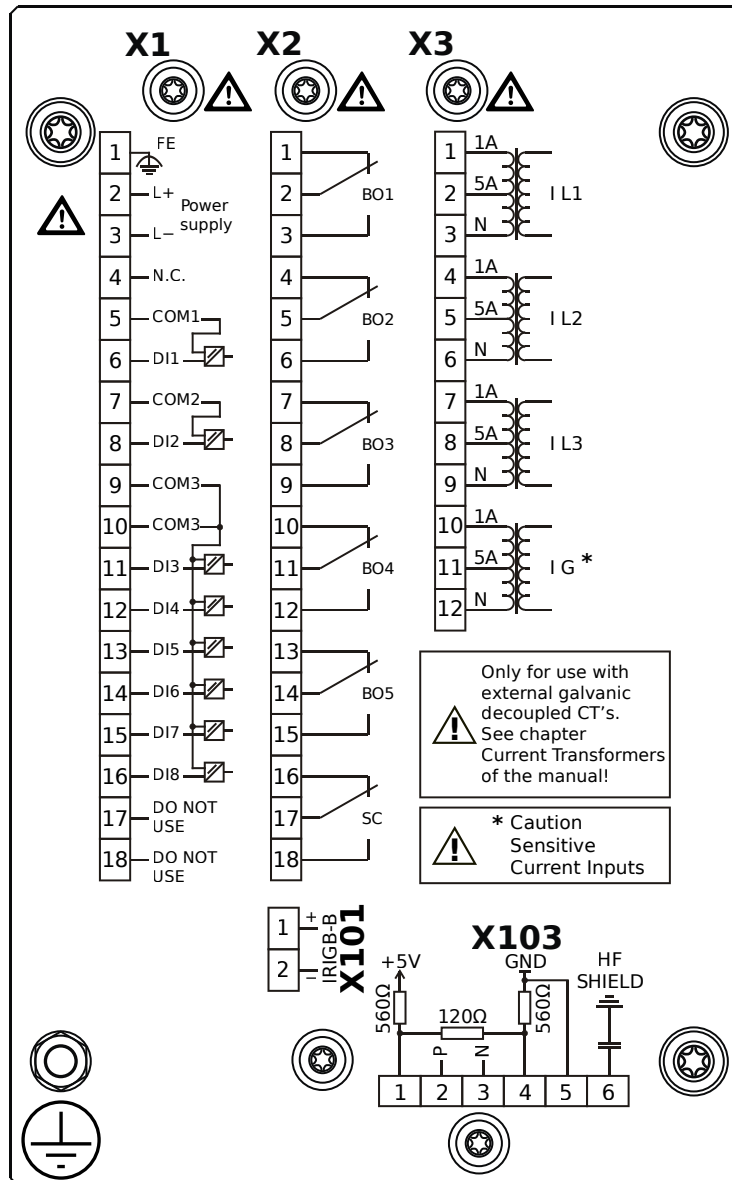 X1
X2
X3
1 FE
2 L+
3 L−
Power
supply
4 N.C.
5 COM1
6 DI1
7 COM2
8 DI2
9 COM3
10 COM3
11 DI3
12 DI4
13 DI5
14 DI6
15 DI7
16 DI8
17 DO NOT
USE
18 DO NOT
USE
1
2 BO1
3
4
5 BO2
6
7
8 BO3
9
10
11 BO4
12
13
14 BO5
15
16
17 SC
18
1 1A
2 5A I L1
3 N
4 1A
5 5A I L2
6 N
7 1A
8 5A I L3
9 N
10 1A
11 5A I G *
12 N
Only for use with
external galvanic
decoupled CT's.
See chapter
Current Transformers
of the manual!
* Caution
Sensitive
Current Inputs
1 +
2 −
IRIGB-B
X101
X103
+5V
GND
HF
SHIELD
560Ω
120Ω
560Ω
P
N
1 2 3 4 5 6